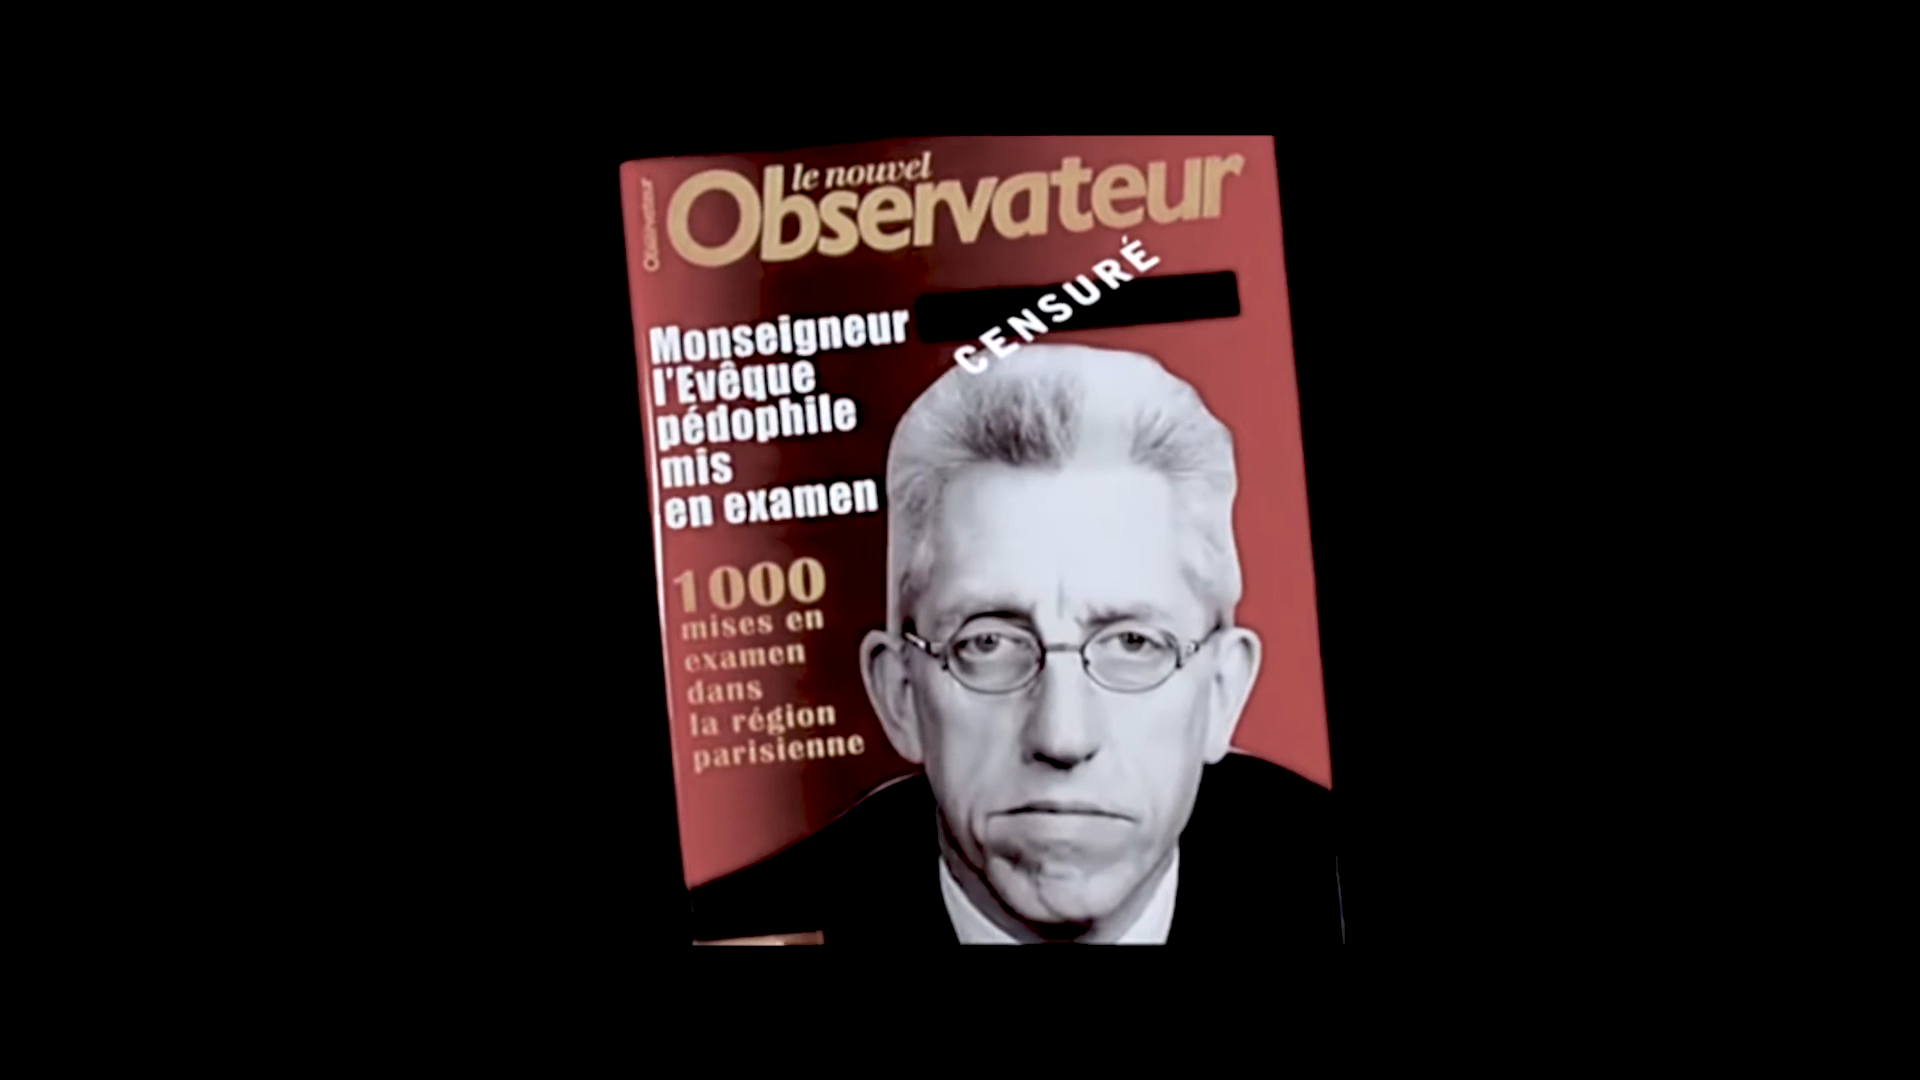 le nouvel
Observateur
Observateur
CENSURÉ
Monseigneur
l'Evêque
pédophile
mis
en examen
1000
mises en
examen
dans
la région
parisienne